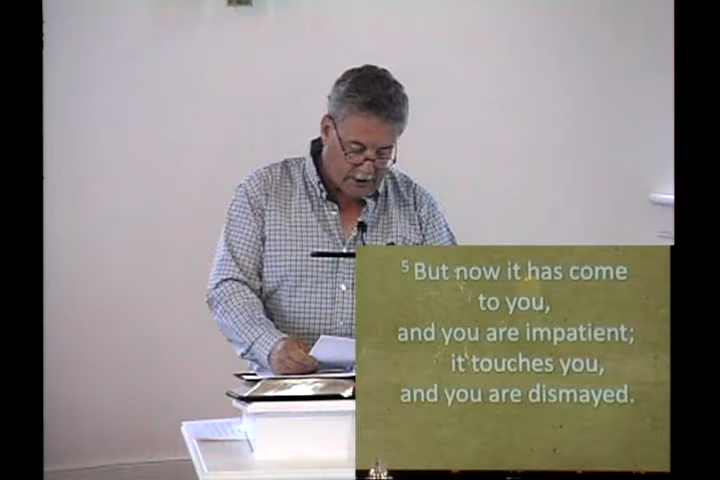 5 But now it has come
to you,
and you are impatient;
it touches you,
and you are dismayed.